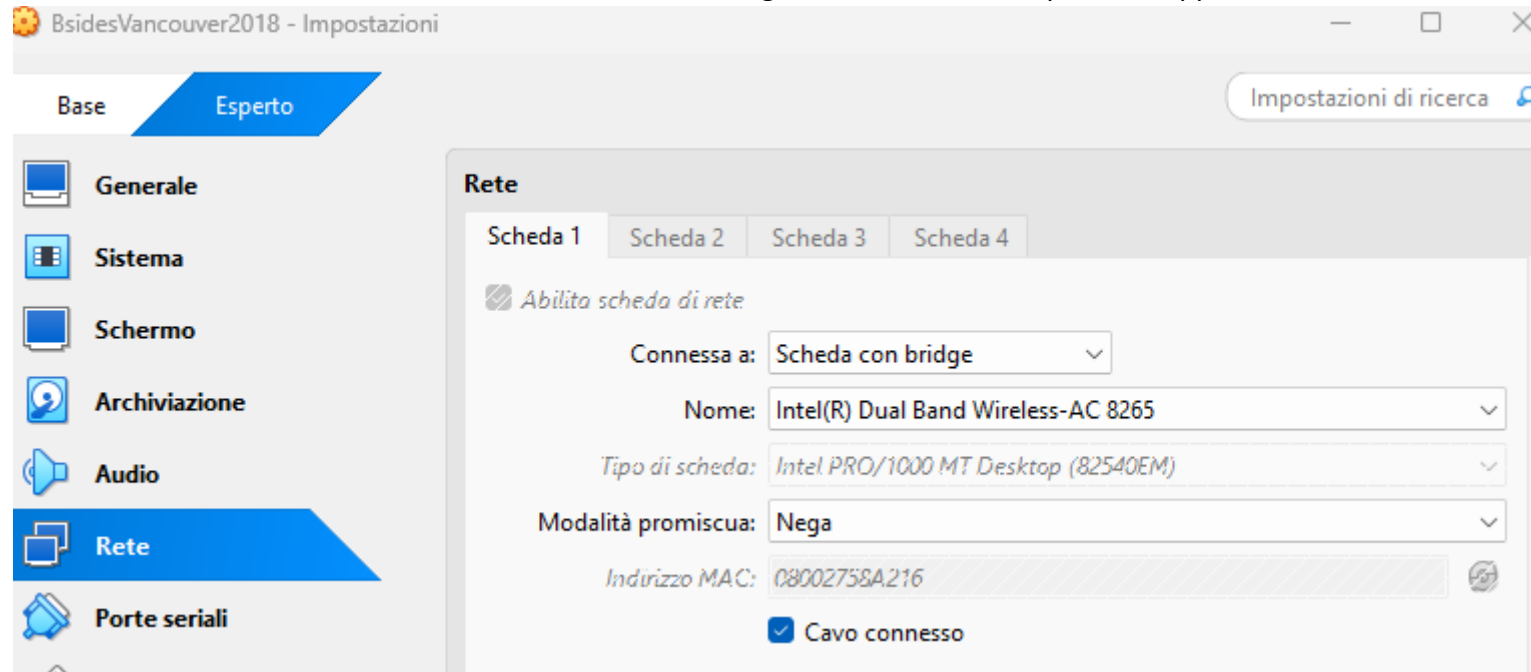 BsidesVancouver2018 - Impostazioni
Base Esperto Impostazioni di ricerca
Generale
Sistema
Schermo
Archiviazione
Audio
Rete
Porte seriali
Rete
Scheda 1 Scheda 2 Scheda 3 Scheda 4
Abilita scheda di rete
Connessa a: Scheda con bridge
Nome: Intel(R) Dual Band Wireless-AC 8265
Tipo di scheda: Intel PRO/1000 MT Desktop (82540EM)
Modalità promiscua: Nega
Indirizzo MAC: 08002758A216
Cavo connesso